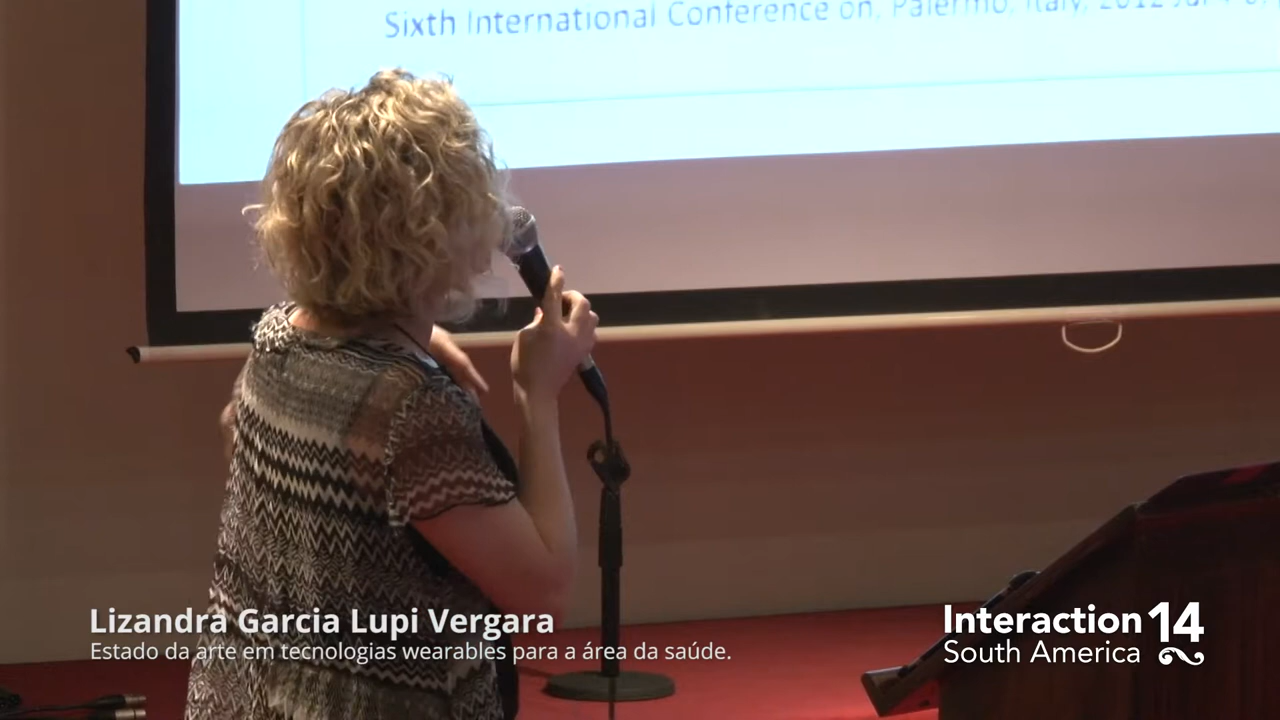 Sixth International Conference on, Palermo, Italy, 2012
Lizandra Garcia Lupi Vergara
Estado da arte em tecnologias wearables para a área da saúde.
Interaction 14
South America